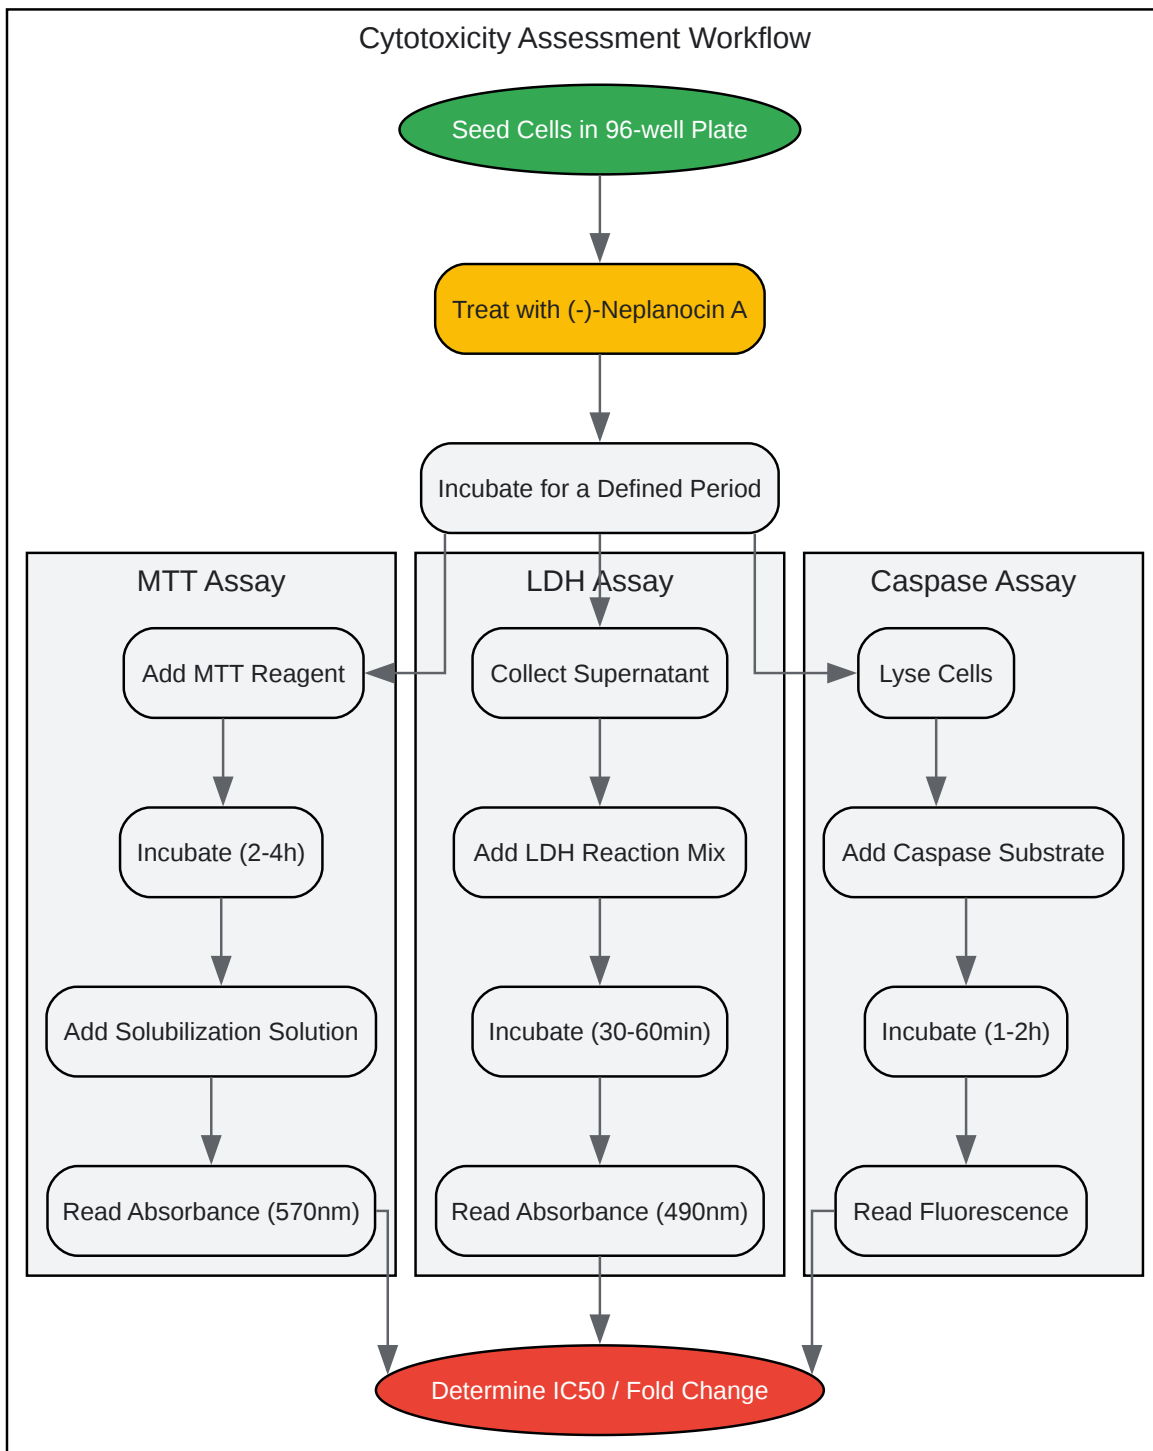 Cytotoxicity Assessment Workflow
Seed Cells in 96-well Plate
Treat with (-)-Neplanocin A
Incubate for a Defined Period
MTT Assay
Add MTT Reagent
Incubate (2-4h)
Add Solubilization Solution
Read Absorbance (570nm)
LDH Assay
Collect Supernatant
Add LDH Reaction Mix
Incubate (30-60min)
Read Absorbance (490nm)
Caspase Assay
Lyse Cells
Add Caspase Substrate
Incubate (1-2h)
Read Fluorescence
Determine IC50 / Fold Change